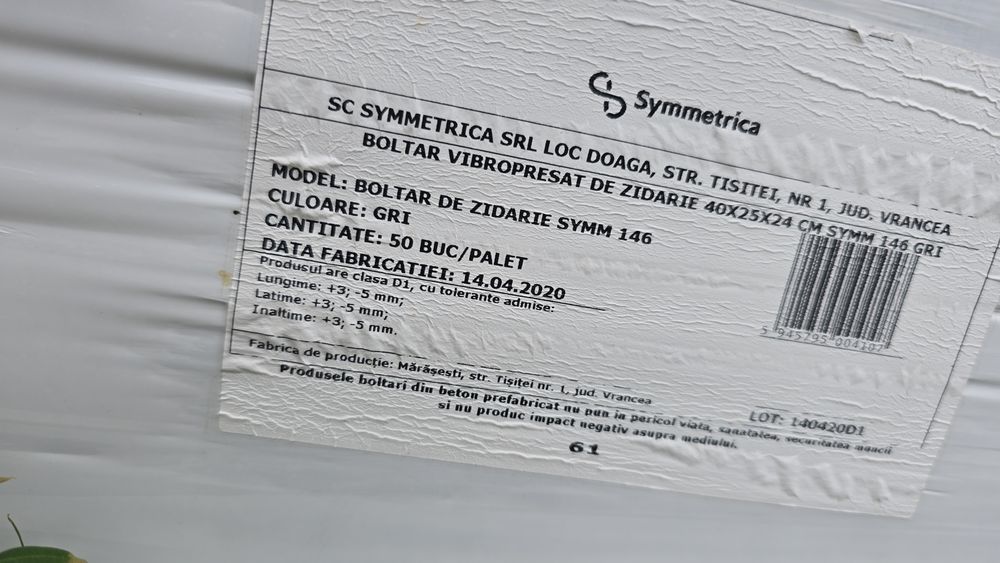 Symmetrica
SC SYMMETRICA SRL LOC DOAGA, STR. TISITEI, NR 1, JUD. VRANCEA
BOLTAR VIBROPRESAT DE ZIDARIE 40X25X24 CM SYMM 146 GRI
MODEL: BOLTAR DE ZIDARIE SYMM 146
CULOARE: GRI
CANTITATE: 50 BUC/PALET
DATA FABRICATIEI: 14.04.2020
Produsul are clasa D1, cu tolerante admise:
Lungime: +3; -5 mm;
Latime: +3; -5 mm;
Inaltime: +3; -5 mm.
5 945795 004107
Fabrica de producție: Mărășești, str. Tișiței nr. 1, jud. Vrancea
LOT: 140420D1
Produsele boltari din beton prefabricat nu pun in pericol viata, sanatatea, securitatea muncii
si nu produc impact negativ asupra mediului.
61